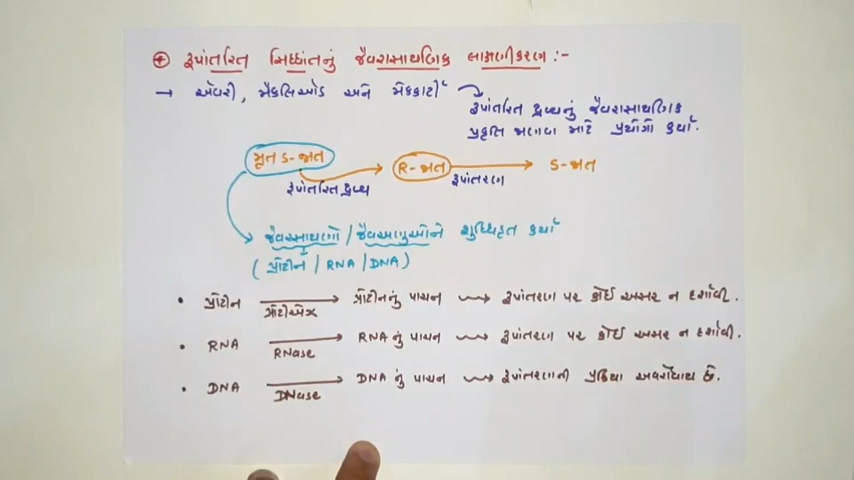 રૂપાંતરિત સિદ્ધાંતનું જૈવરાસાયણિક લાક્ષણીકરણ :-
→ એવરી, મેકલિઓડ અને મેકકાર્ટી
રૂપાંતરિત દ્રવ્યનું જૈવરાસાયણિક
પ્રકૃતિ જાણવા માટે પ્રયોગો કર્યા.
મૃત S-જાત → R-જાત → S-જાત
રૂપાંતરિત દ્રવ્ય રૂપાંતરણ
જૈવરસાયણો / જૈવઅણુઓને શુદ્ધિકૃત કર્યા
(પ્રોટીન / RNA / DNA)
• પ્રોટીન → પ્રોટીનનું પાચન ⇝ રૂપાંતરણ પર કોઈ અસર ન દર્શાવી.
પ્રોટીએઝ
• RNA → RNA નું પાચન ⇝ રૂપાંતરણ પર કોઈ અસર ન દર્શાવી.
RNase
• DNA → DNA નું પાચન ⇝ રૂપાંતરણની પ્રક્રિયા અવરોધાય છે.
DNase